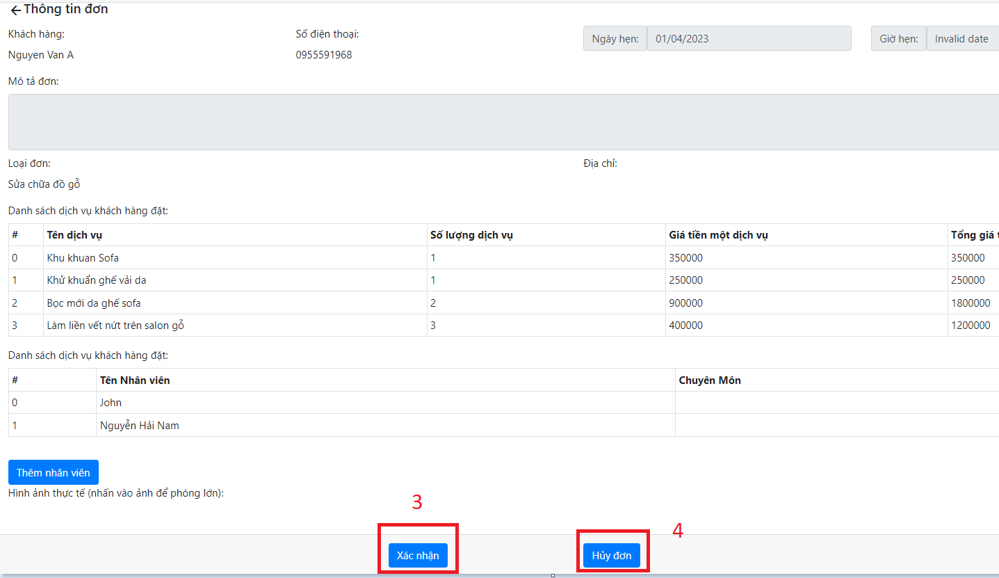 Thông tin đơn
Khách hàng: Số điện thoại: Ngày hẹn: 01/04/2023 Giờ hẹn: Invalid date
Nguyen Van A 0955591968
Mô tả đơn:
Loại đơn: Địa chỉ:
Sửa chữa đồ gỗ
Danh sách dịch vụ khách hàng đặt:
# Tên dịch vụ Số lượng dịch vụ Giá tiền một dịch vụ Tổng giá
0 Khu khuan Sofa 1 350000 350000
1 Khử khuẩn ghế vải da 1 250000 250000
2 Bọc mới da ghế sofa 2 900000 1800000
3 Làm liền vết nứt trên salon gỗ 3 400000 1200000
Danh sách dịch vụ khách hàng đặt:
# Tên Nhân viên Chuyên Môn
0 John
1 Nguyễn Hải Nam
Thêm nhân viên
Hình ảnh thực tế (nhấn vào ảnh để phóng lớn):
3
4
Xác nhận Hủy đơn